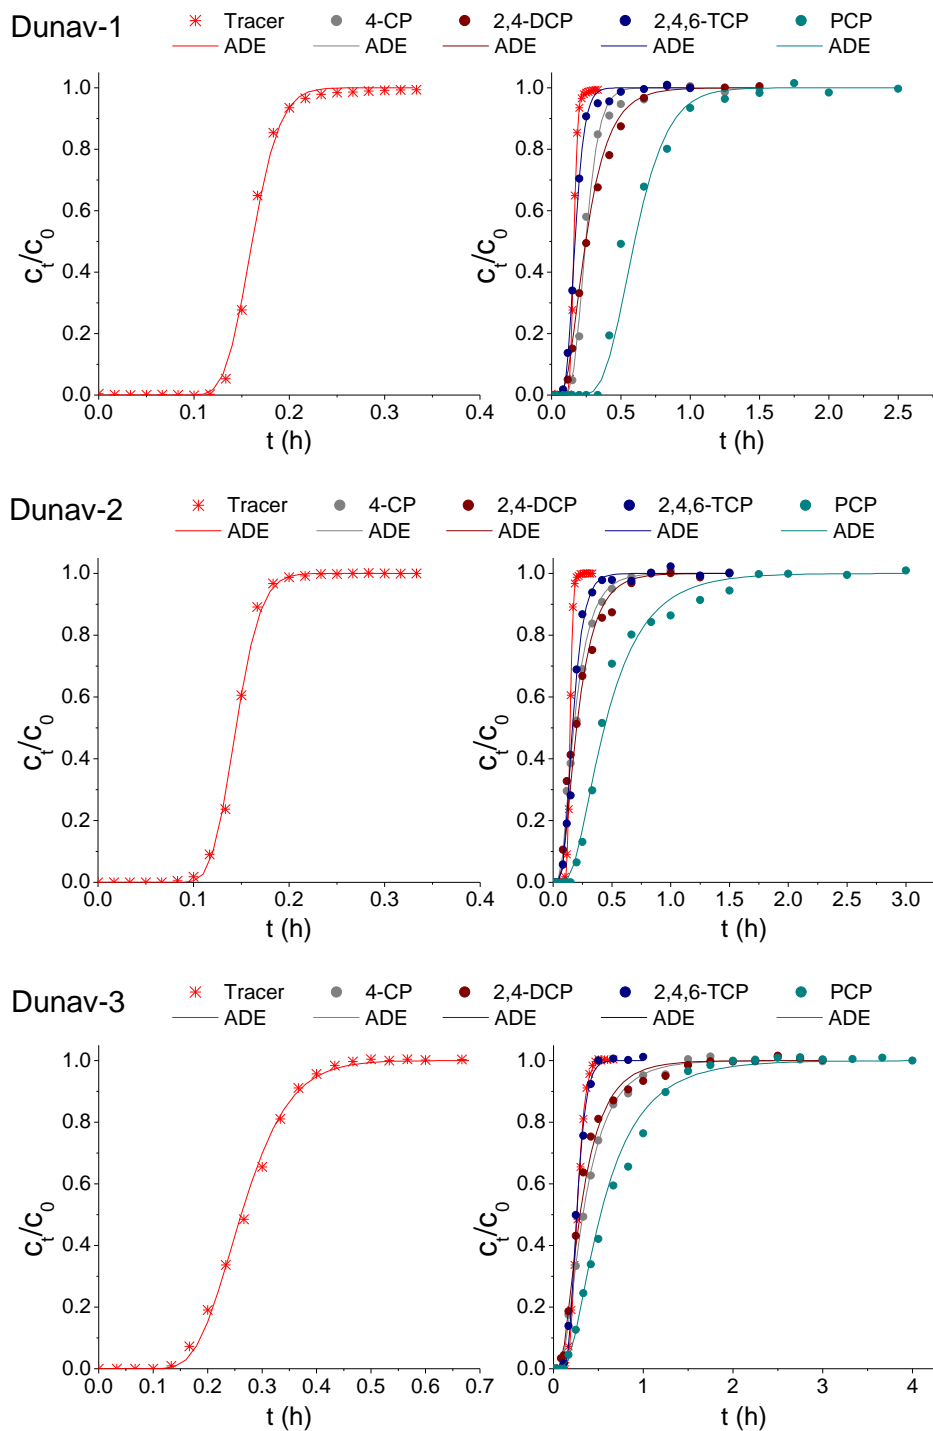 Dunav-1
Tracer 4-CP 2,4-DCP 2,4,6-TCP PCP
ADE ADE ADE ADE ADE
1.0 1.0
0.8 0.8
0.6 0.6
0.4 0.4
0.2 0.2
0.0 0.0
c_t/c_0 c_t/c_0
0.0 0.1 0.2 0.3 0.4 0.0 0.5 1.0 1.5 2.0 2.5
t (h) t (h)
Dunav-2
Tracer 4-CP 2,4-DCP 2,4,6-TCP PCP
ADE ADE ADE ADE ADE
1.0 1.0
0.8 0.8
0.6 0.6
0.4 0.4
0.2 0.2
0.0 0.0
c_t/c_0 c_t/c_0
0.0 0.1 0.2 0.3 0.4 0.0 0.5 1.0 1.5 2.0 2.5 3.0
t (h) t (h)
Dunav-3
Tracer 4-CP 2,4-DCP 2,4,6-TCP PCP
ADE ADE ADE ADE ADE
1.0 1.0
0.8 0.8
0.6 0.6
0.4 0.4
0.2 0.2
0.0 0.0
c_t/c_0 c_t/c_0
0.0 0.1 0.2 0.3 0.4 0.5 0.6 0.7 0 1 2 3 4
t (h) t (h)